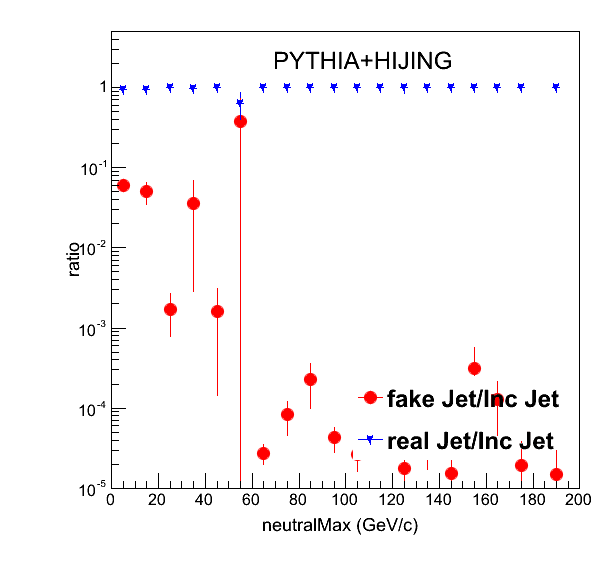 PYTHIA+HIJING
1
10-1
10-2
10-3
10-4
10-5
ratio
fake Jet/Inc Jet
real Jet/Inc Jet
0 20 40 60 80 100 120 140 160 180 200
neutralMax (GeV/c)